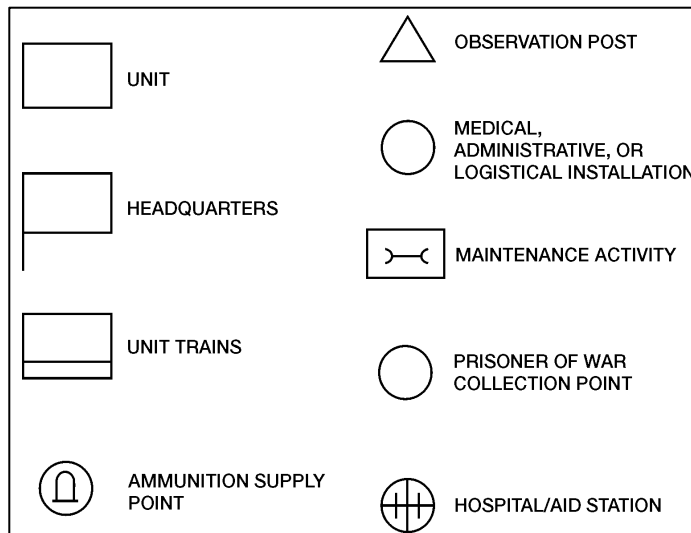 UNIT
HEADQUARTERS
UNIT TRAINS
AMMUNITION SUPPLY
POINT
OBSERVATION POST
MEDICAL,
ADMINISTRATIVE, OR
LOGISTICAL INSTALLATION
MAINTENANCE ACTIVITY
PRISONER OF WAR
COLLECTION POINT
HOSPITAL/AID STATION